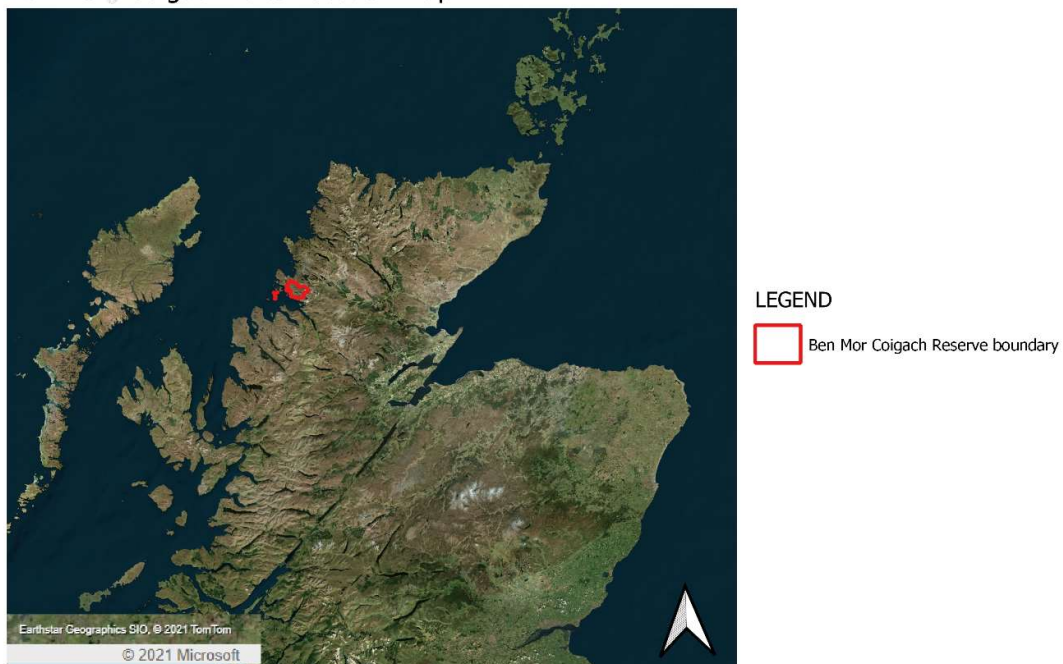 LEGEND
Ben Mor Coigach Reserve boundary
Earthstar Geographics SIO, © 2021 TomTom
© 2021 Microsoft